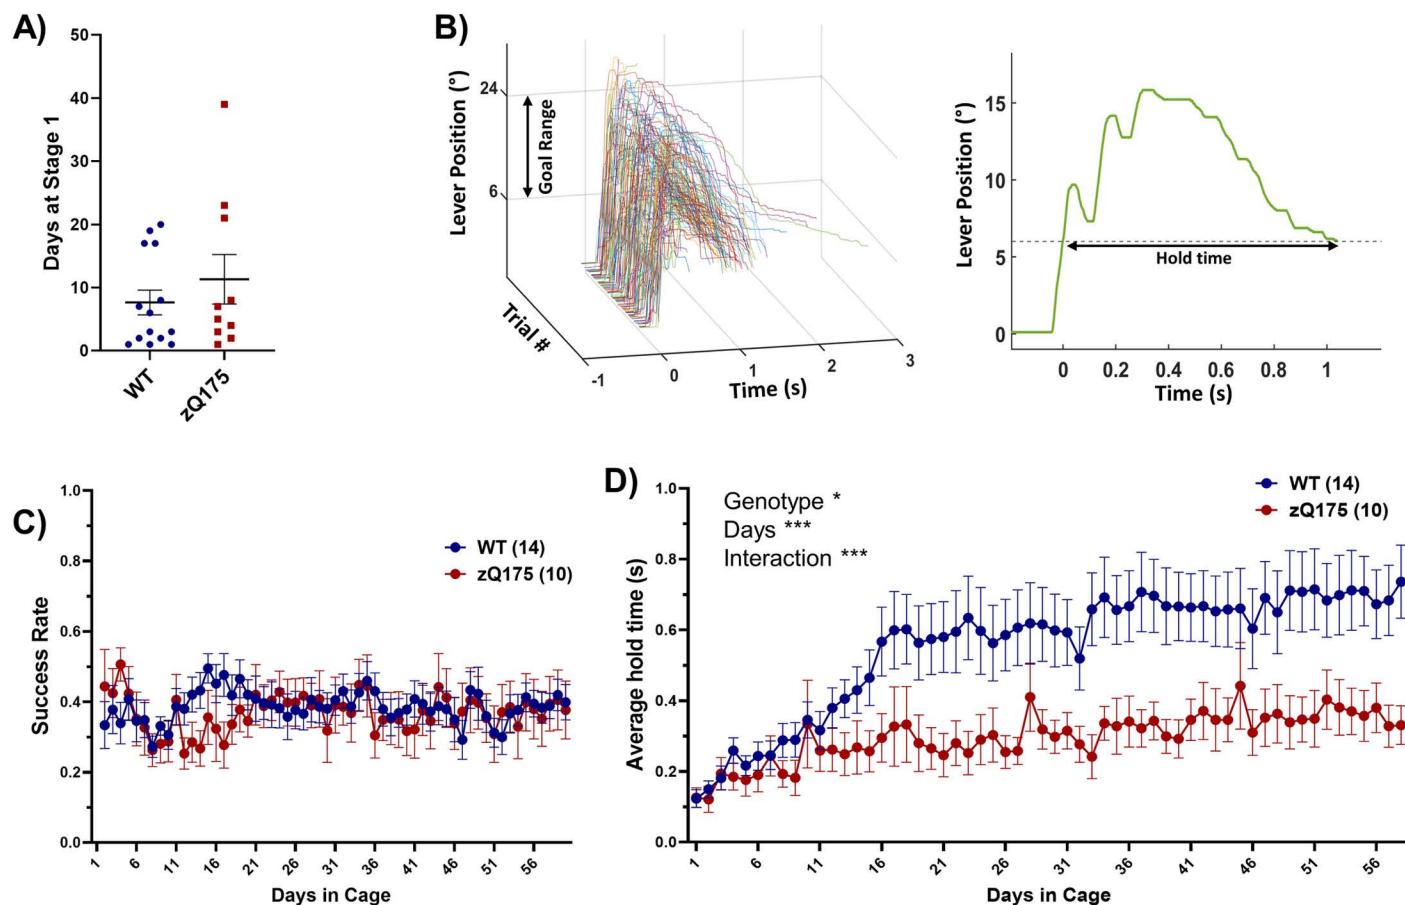 A)
50
40
30
20
10
0
Days at Stage 1
WT
zQ175
B)
24
6
Lever Position (°)
Goal Range
Trial #
-1
0
1
2
3
Time (s)
15
10
5
0
Lever Position (°)
Hold time
0
0.2
0.4
0.6
0.8
1
Time (s)
C)
1.0
0.8
0.6
0.4
0.2
0.0
Success Rate
WT (14)
zQ175 (10)
1
6
11
16
21
26
31
36
41
46
51
56
Days in Cage
D)
1.0
0.8
0.6
0.4
0.2
0.0
Average hold time (s)
Genotype *
Days ***
Interaction ***
WT (14)
zQ175 (10)
1
6
11
16
21
26
31
36
41
46
51
56
Days in Cage